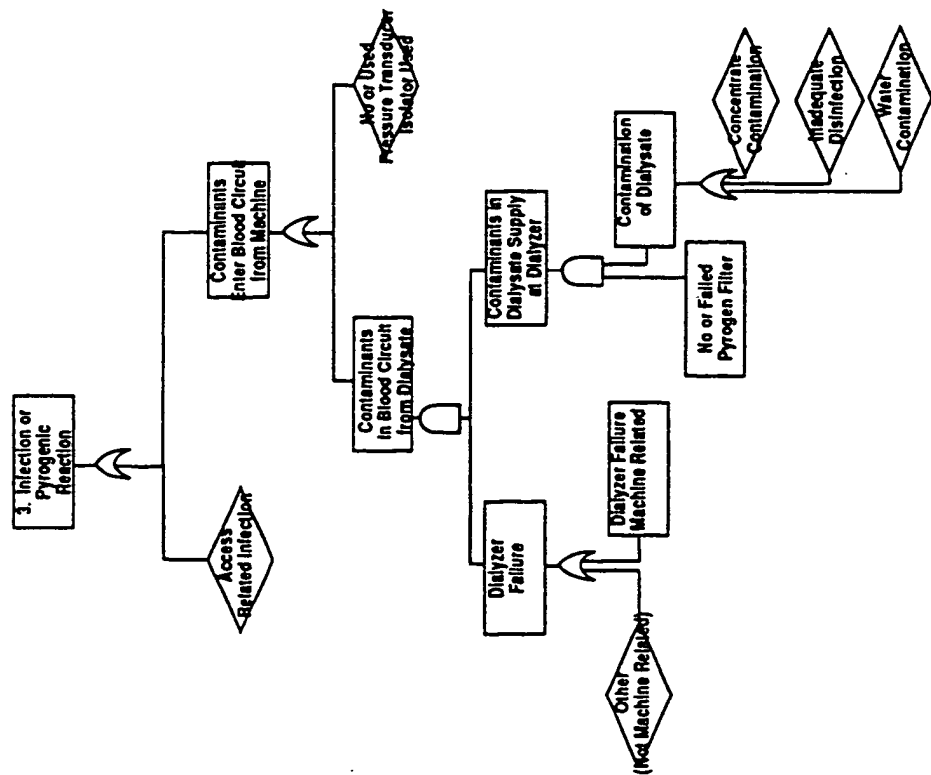 3. Infection or
Pyrogenic
Reaction
Access
Related Infection
Contaminants
Enter Blood Circuit
from Machine
Contaminants
In Blood Circuit
from Dialysate
No or Used
Pressure Transducer
Isolator Used
Dialyzer
Failure
Contaminants in
Dialysate Supply
at Dialyzer
Other
(Not Machine Related)
Dialyzer Failure
Machine Related
No or Failed
Pyrogen Filter
Contamination
of Dialysate
Concentrate
Contamination
Inadequate
Disinfection
Water
Contamination